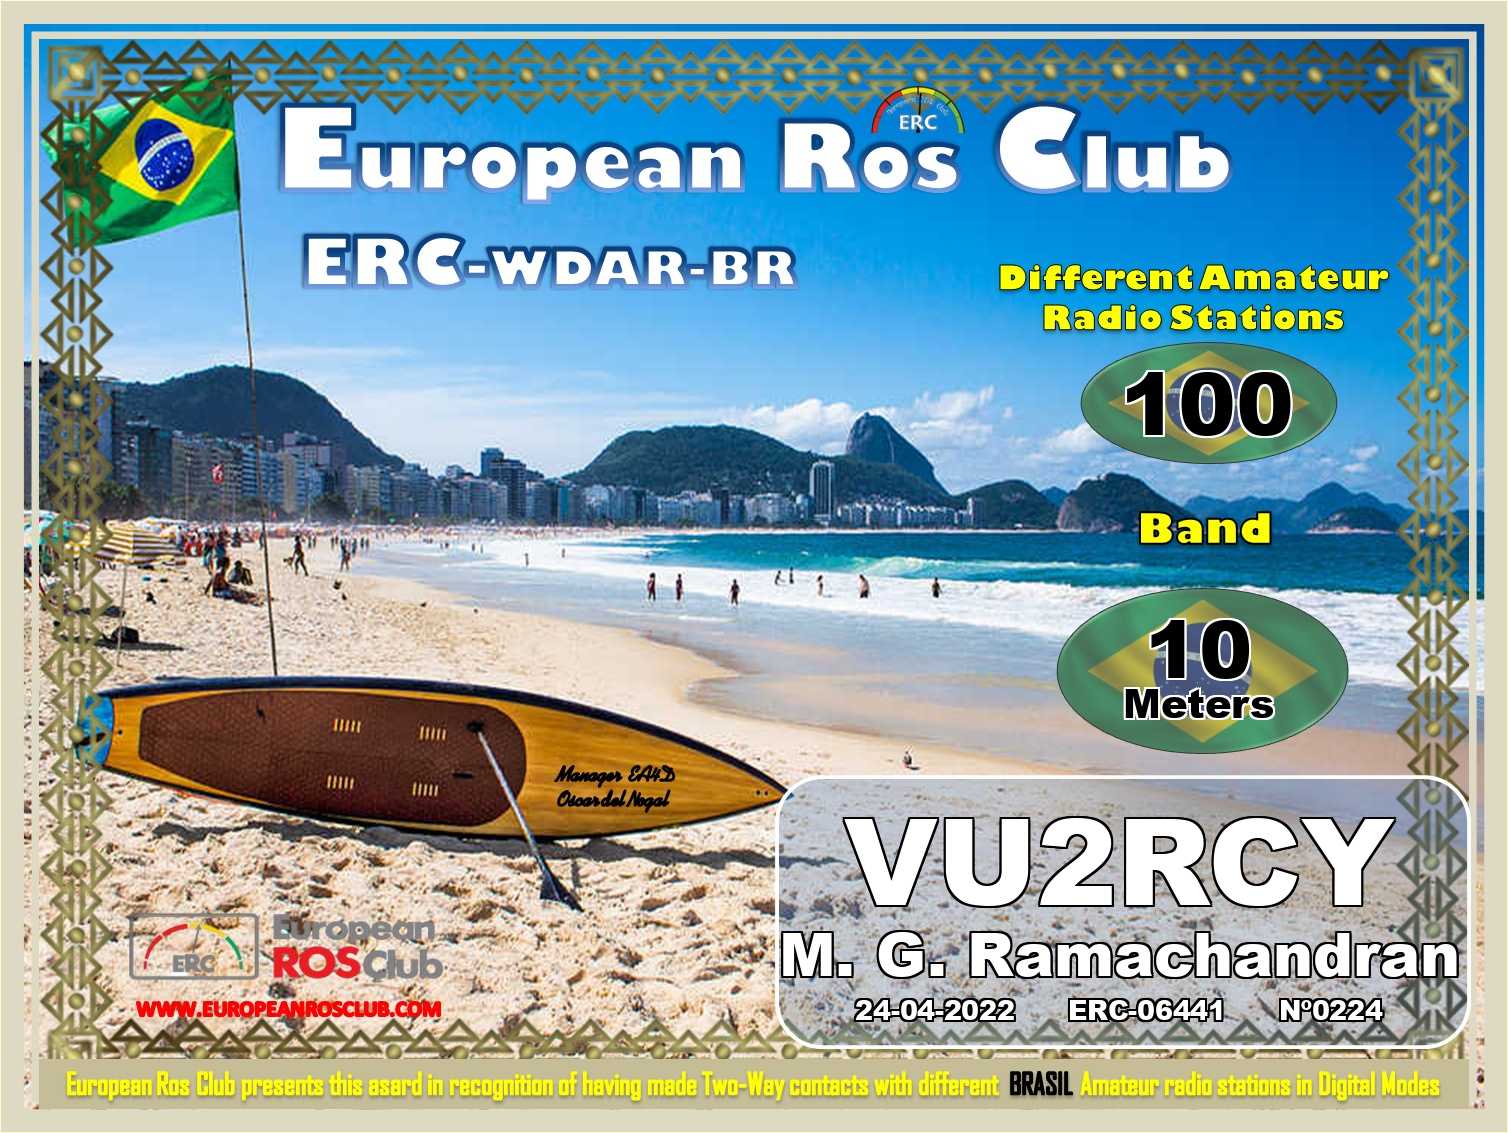 European Ros Club
ERC
ERC-WDAR-BR
Different Amateur
Radio Stations
100
Band
10
Meters
Manager EA4D
Oscar del Nogal
VU2RCY
M. G. Ramachandran
24-04-2022 ERC-06441 Nº0224
ERC
European
ROS Club
WWW.EUROPEANROSCLUB.COM
European Ros Club presents this asard in recognition of having made Two-Way contacts with different BRASIL Amateur radio stations in Digital Modes